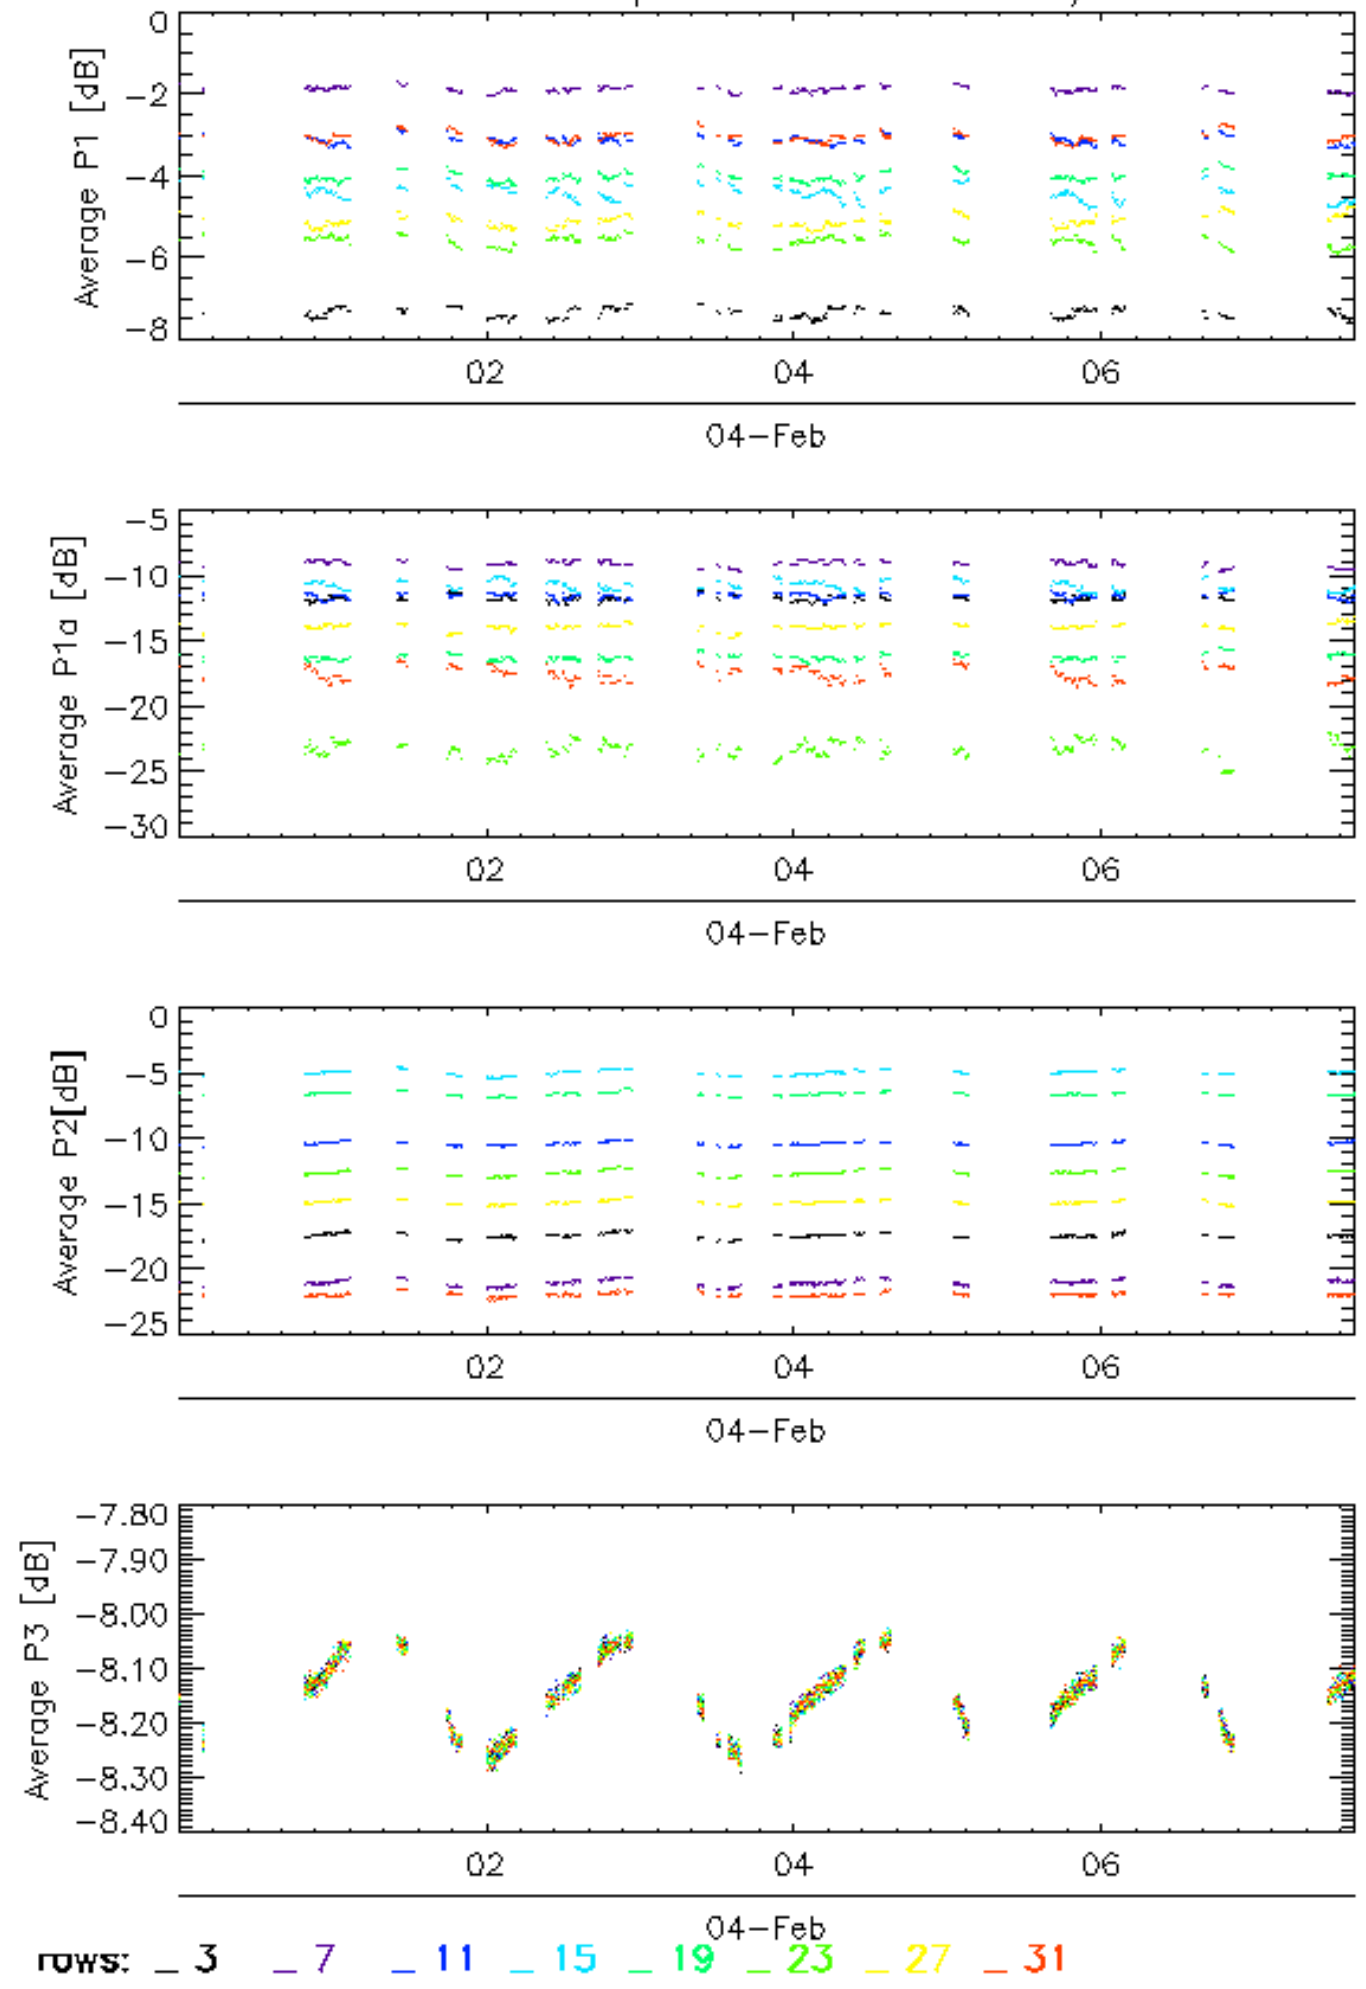 0
−2
−4
−6
−8
Average P1 [dB]
02 04 06
04−Feb
−5
−10
−15
−20
−25
−30
Average P1a [dB]
02 04 06
04−Feb
0
−5
−10
−15
−20
−25
Average P2[dB]
02 04 06
04−Feb
−7.80
−7.90
−8.00
−8.10
−8.20
−8.30
−8.40
Average P3 [dB]
02 04 06
04−Feb
rows: _ 3 _ 7 _ 11 _ 15 _ 19 _ 23 _ 27 _ 31